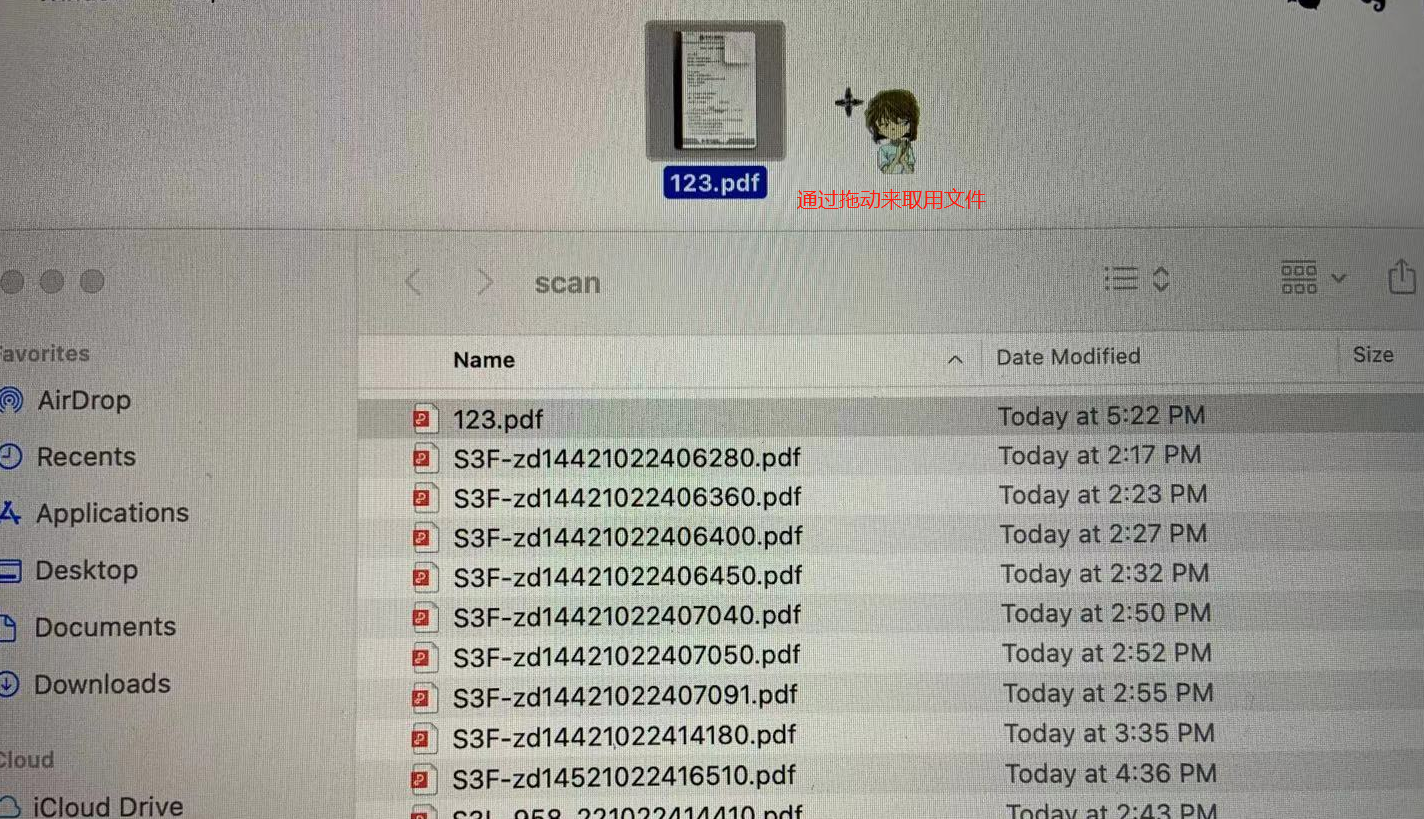 123.pdf
通过拖动来取用文件
scan
Favorites
Name
Date Modified
Size
AirDrop
123.pdf
Today at 5:22 PM
Recents
S3F-zd14421022406280.pdf
Today at 2:17 PM
S3F-zd14421022406360.pdf
Today at 2:23 PM
Applications
S3F-zd14421022406400.pdf
Today at 2:27 PM
Desktop
S3F-zd14421022406450.pdf
Today at 2:32 PM
Documents
S3F-zd14421022407040.pdf
Today at 2:50 PM
S3F-zd14421022407050.pdf
Today at 2:52 PM
Downloads
S3F-zd14421022407091.pdf
Today at 2:55 PM
S3F-zd14421022414180.pdf
Today at 3:35 PM
iCloud
S3F-zd14521022416510.pdf
Today at 4:36 PM
iCloud Drive
Today at 2:43 PM